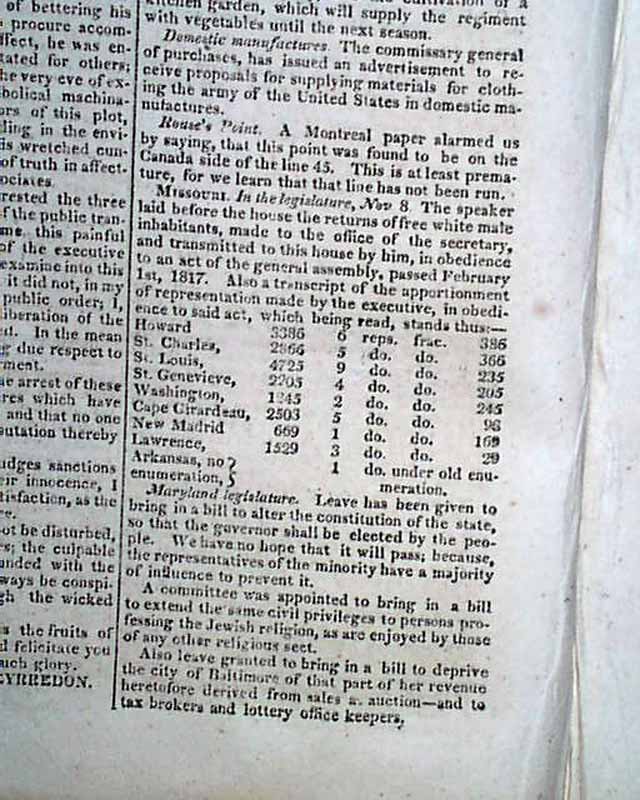 of bettering his
procure accom-
ffect, he was en-
tated for others;
he very eve of ex-
bolical machina-
ors of this plot,
ling in the envi-
is wretched cun-
of truth in affect-
ociates.
rested the three
f the public tran-
me, this painful
of the executive
examine into this
it did not, in my
public order; I,
liberation of the
d. In the mean
g due respect to
ment.
he arrest of these
res which have
and that no one
putation thereby
udges sanctions
eir innocence, I
tisfaction, as the
re.
ot be disturbed,
rs; the culpable
unded with the
ways be conspi-
gh the wicked
s the fruits of
d felicitate you
uch glory.
EYRREDON.
kitchen garden, which will supply the regiment
with vegetables until the next season.
Domestic manufactures. The commissary general
of purchases, has issued an advertisement to re-
ceive proposals for supplying materials for cloth-
ing the army of the United States in domestic ma-
nufactures.
Rouse's Point. A Montreal paper alarmed us
by saying, that this point was found to be on the
Canada side of the line 45. This is at least prema-
ture, for we learn that that line has not been run.
MISSOURI. In the legislature, Nov 8. The speaker
laid before the house the returns of free white male
inhabitants, made to the office of the secretary,
and transmitted to this house by him, in obedience
to an act of the general assembly, passed February
1st, 1817. Also a transcript of the apportionment
of representation made by the executive, in obedi-
ence to said act, which being read, stands thus:—
Howard 3386 6 reps. frac. 386
St. Charles, 2866 5 do. do. 366
St. Louis, 4725 9 do. do. 235
St. Genevieve, 2205 4 do. do. 205
Washington, 1245 2 do. do. 245
Cape Girardeau, 2503 5 do. do. 98
New Madrid 669 1 do. do. 169
Lawrence, 1529 3 do. do. 29
Arkansas, no } 1 do. under old enu-
enumeration, } meration.
Maryland legislature. Leave has been given to
bring in a bill to alter the constitution of the state,
so that the governor shall be elected by the peo-
ple. We have no hope that it will pass; because,
the representatives of the minority have a majority
of influence to prevent it.
A committee was appointed to bring in a bill
to extend the same civil privileges to persons pro-
fessing the Jewish religion, as are enjoyed by those
of any other religious sect.
Also leave granted to bring in a bill to deprive
the city of Baltimore of that part of her revenue
heretofore derived from sales a. auction—and to
tax brokers and lottery office keepers,